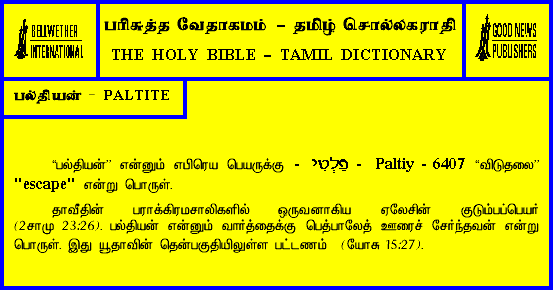 BELLWETHER
INTERNATIONAL
பரிசுத்த வேதாகமம் – தமிழ் சொல்லகராதி
THE HOLY BIBLE – TAMIL DICTIONARY
GOOD NEWS
PUBLISHERS
பல்தியன் - PALTITE
“பல்தியன்” என்னும் எபிரெய பெயருக்கு - פַּלְטִי - Paltiy - 6407 “விடுதலை”
"escape" என்று பொருள்.
தாவீதின் பராக்கிரமசாலிகளில் ஒருவனாகிய ஏலேசின் குடும்பப்பெயர்
(2சாமு 23:26). பல்தியன் என்னும் வார்த்தைக்கு பெத்பாலேத் ஊரைச் சேர்ந்தவன் என்று
பொருள். இது யூதாவின் தென்பகுதியிலுள்ள பட்டணம் (யோசு 15:27).